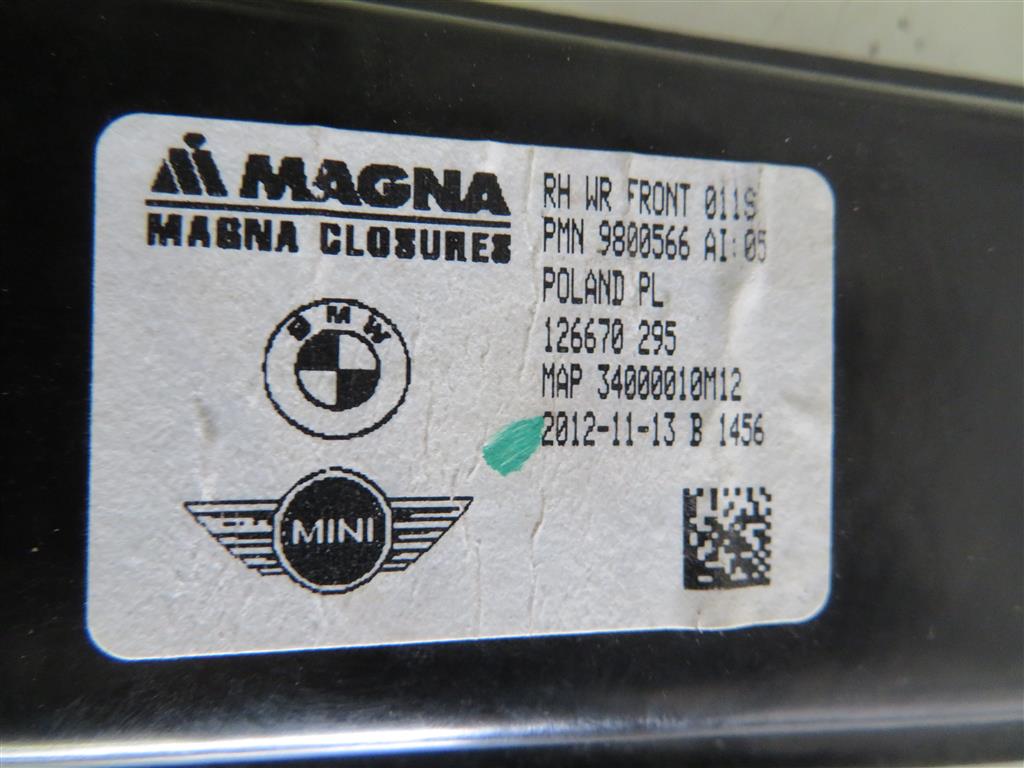 MAGNA
MAGNA CLOSURES
BMW
MINI
RH WR FRONT 011S
PMN 9800566 AI:05
POLAND PL
126670 295
MAP 34000010M12
2012-11-13 B 1456